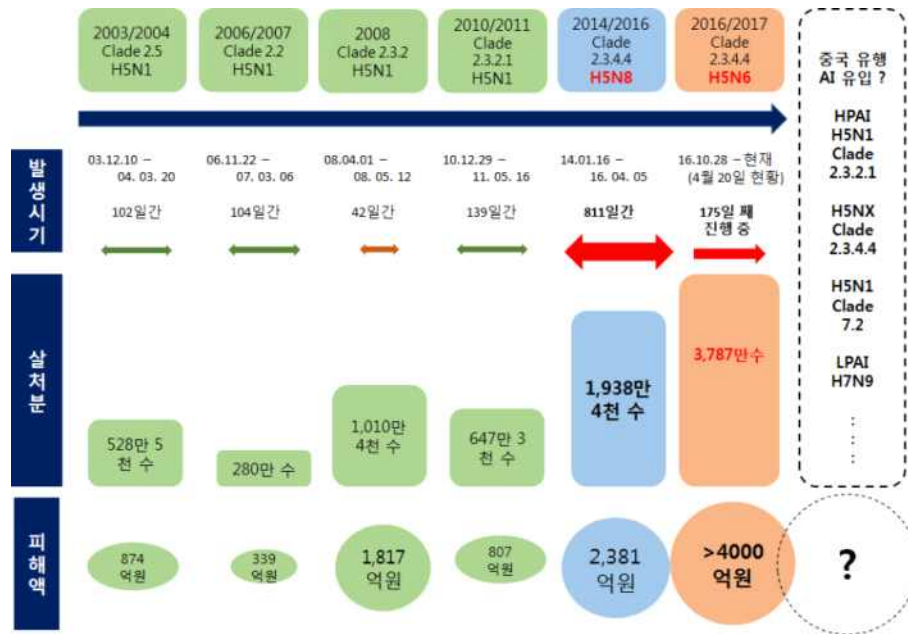 2003/2004
Clade 2.5
H5N1
2006/2007
Clade 2.2
H5N1
2008
Clade 2.3.2
H5N1
2010/2011
Clade
2.3.2.1
H5N1
2014/2016
Clade
2.3.4.4
H5N8
2016/2017
Clade
2.3.4.4
H5N6
중국 유행
AI 유입 ?
HPAI
H5N1
Clade
2.3.2.1
H5NX
Clade
2.3.4.4
H5N1
Clade
7.2
LPAI
H7N9
발생시기
03.12.10 –
04. 03. 20
102일간
06.11.22 –
07. 03. 06
104일간
08.04.01 –
08. 05. 12
42일간
10.12.29 –
11. 05. 16
139일간
14.01.16 –
16. 04. 05
811일간
16.10.28 – 현재
(4월 20일 현황)
175일 째
진행 중
살처분
528만 5
천 수
280만 수
1,010만
4천 수
647만 3
천 수
1,938만
4천 수
3,787만수
피해액
874
억원
339
억원
1,817
억원
807
억원
2,381
억원
>4000
억원
?